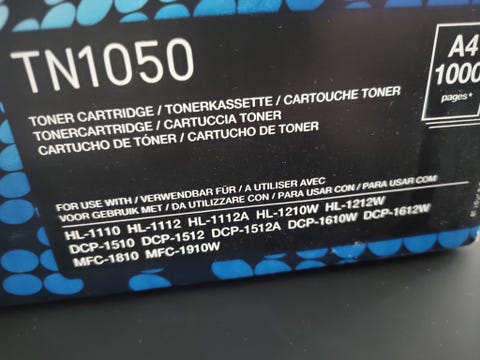 TN1050
A4
1000
pages*
TONER CARTRIDGE / TONERKASSETTE / CARTOUCHE TONER
TONERCARTRIDGE / CARTUCCIA TONER
CARTUCHO DE TÓNER / CARTUCHO DE TONER
FOR USE WITH / VERWENDBAR FÜR / A UTILISER AVEC
VOOR GEBRUIK MET / DA UTILIZZARE CON / PARA USAR CON / PARA USAR COM
HL-1110 HL-1112 HL-1112A HL-1210W HL-1212W
DCP-1510 DCP-1512 DCP-1512A DCP-1610W DCP-1612W
MFC-1810 MFC-1910W